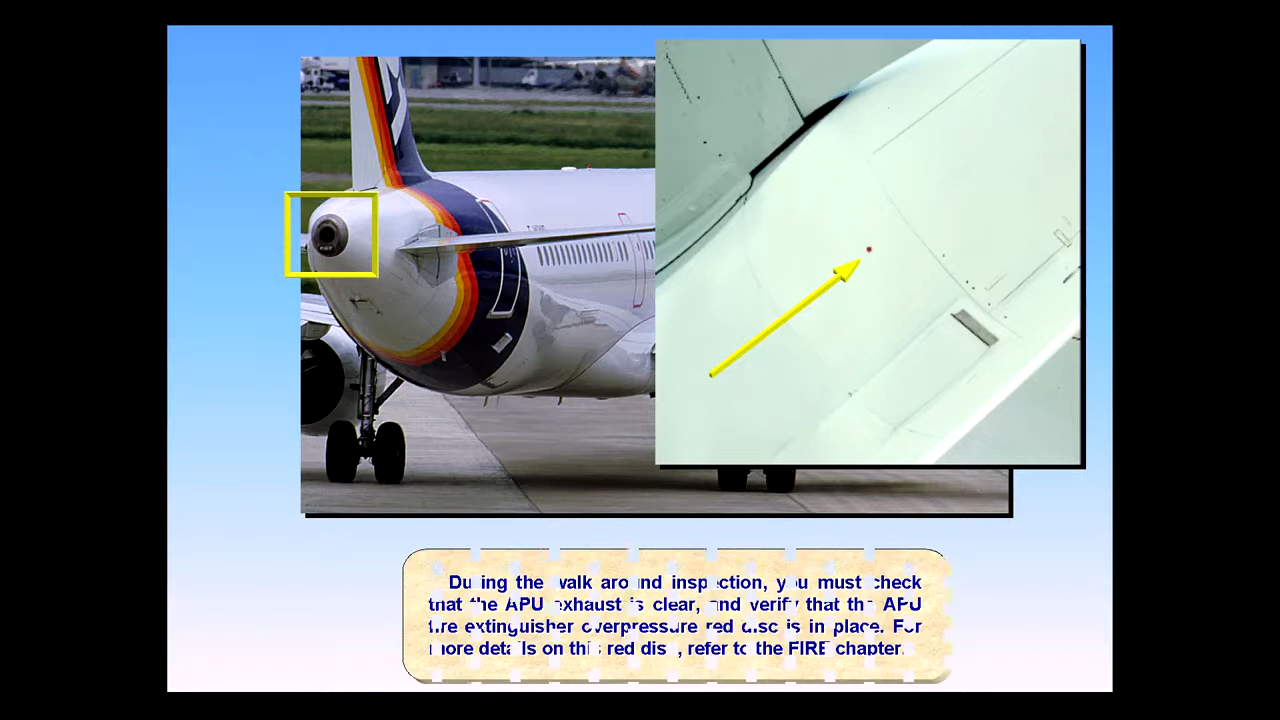 During the walk around inspection, you must check
that the APU exhaust is clear, and verify that the APU
fire extinguisher overpressure red disc is in place. For
more details on this red disc, refer to the FIRE chapter.